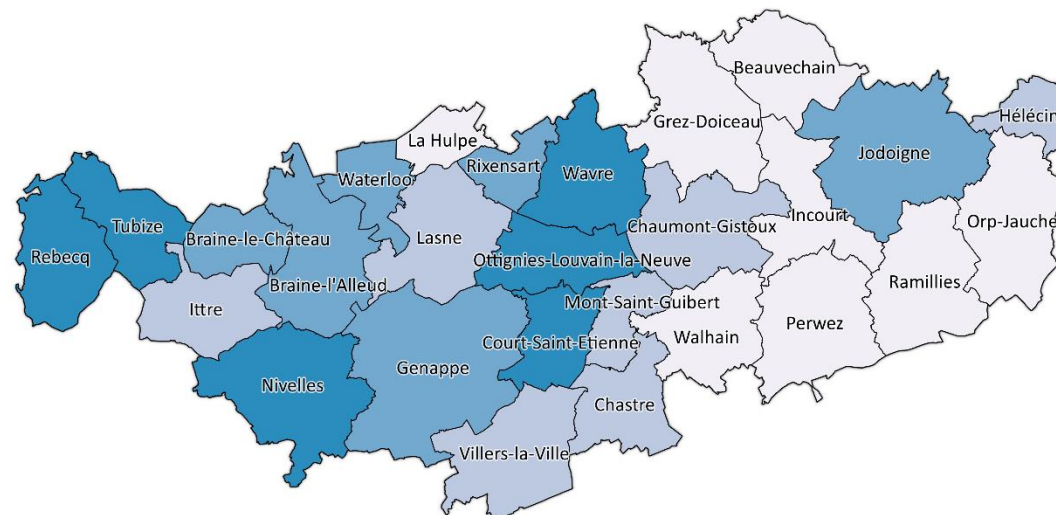 Beauvechain
Hélécin
Grez-Doiceau
La Hulpe
Jodoigne
Rixensart
Wavre
Waterloo
Incourt
Orp-Jauche
Tubize
Chaumont-Gistoux
Braine-le-Château
Lasne
Rebecq
Ottignies-Louvain-la-Neuve
Ramillies
Braine-l'Alleud
Mont-Saint-Guibert
Ittre
Perwez
Walhain
Court-Saint-Etienne
Genappe
Nivelles
Chastre
Villers-la-Ville